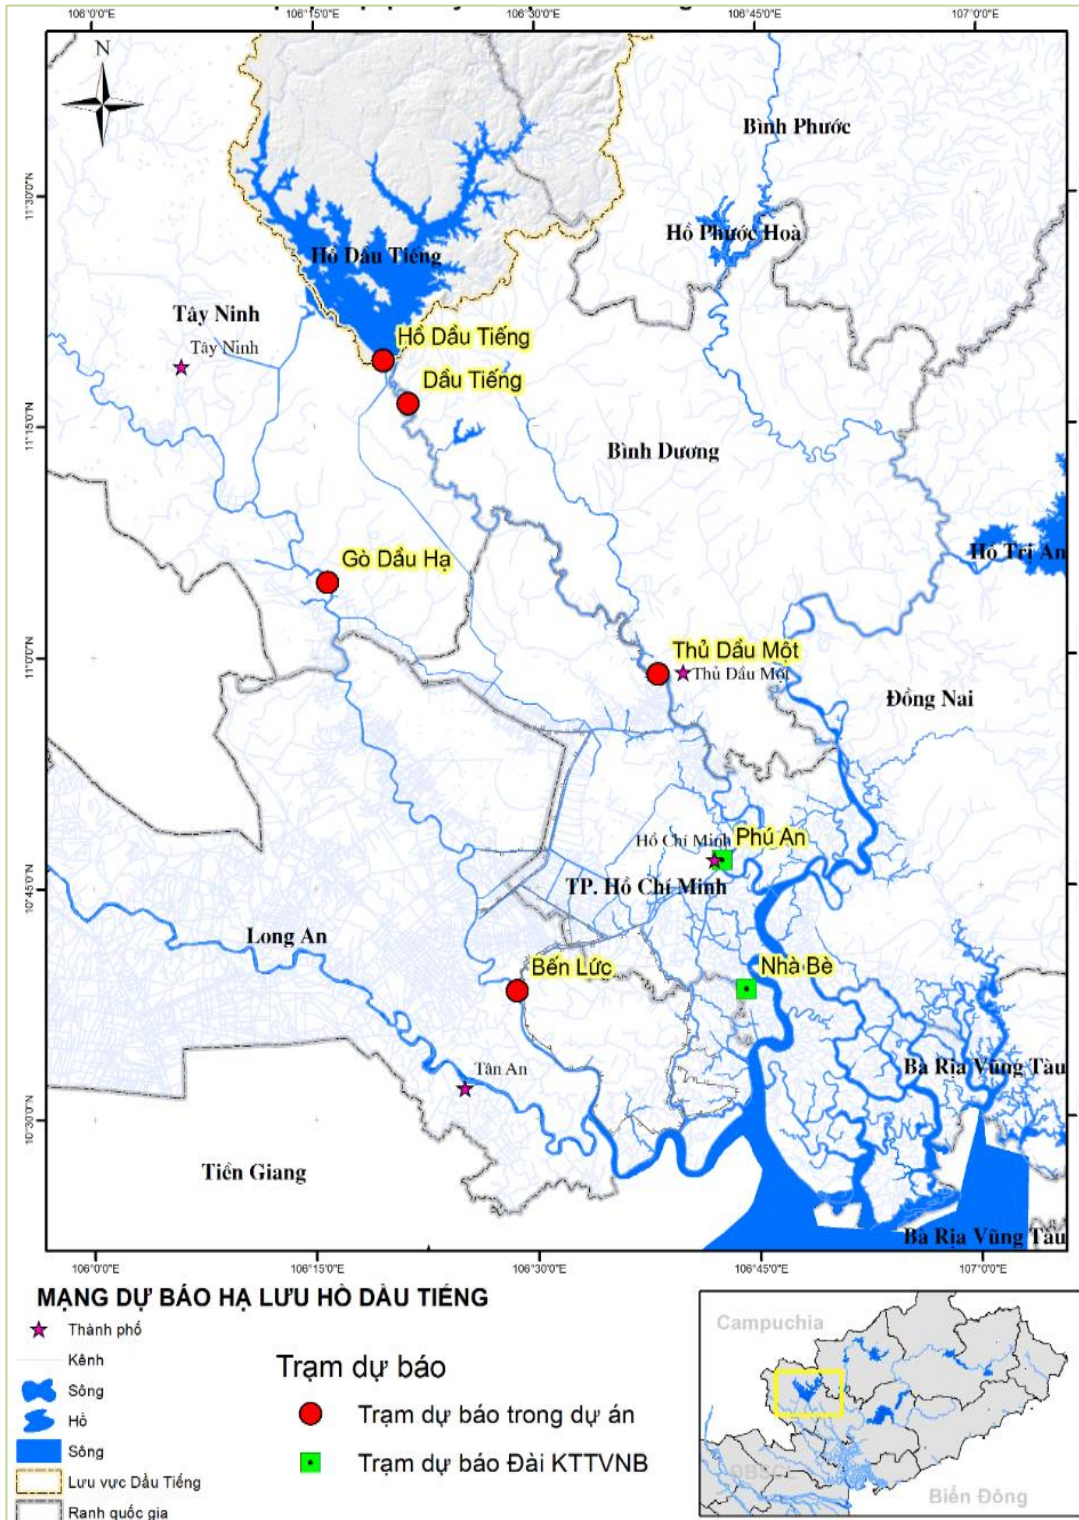 106°0'0"E 106°15'0"E 106°30'0"E 106°45'0"E 107°0'0"E
N
Bình Phước
11°30'0"N
Hồ Phước Hoà
Hồ Dầu Tiếng
Tây Ninh
Hồ Dầu Tiếng
Tây Ninh
Dầu Tiếng
11°15'0"N
Bình Dương
Hồ Trị An
Gò Dầu Hạ
Thủ Dầu Một
11°0'0"N
Thủ Dầu Một
Đồng Nai
Hồ Chí Minh
Phú An
10°45'0"N
TP. Hồ Chí Minh
Long An
Bến Lức
Nhà Bè
Tân An
Bà Rịa Vũng Tàu
10°30'0"N
Tiền Giang
Bà Rịa Vũng Tàu
106°0'0"E 106°15'0"E 106°30'0"E 106°45'0"E 107°0'0"E
MẠNG DỰ BÁO HẠ LƯU HỒ DẦU TIẾNG
Thành phố
Kênh
Sông
Hồ
Sông
Lưu vực Dầu Tiếng
Ranh quốc gia
Trạm dự báo
Trạm dự báo trong dự án
Trạm dự báo Đài KTTVNB
Campuchia
ĐBSCL
Biển Đông